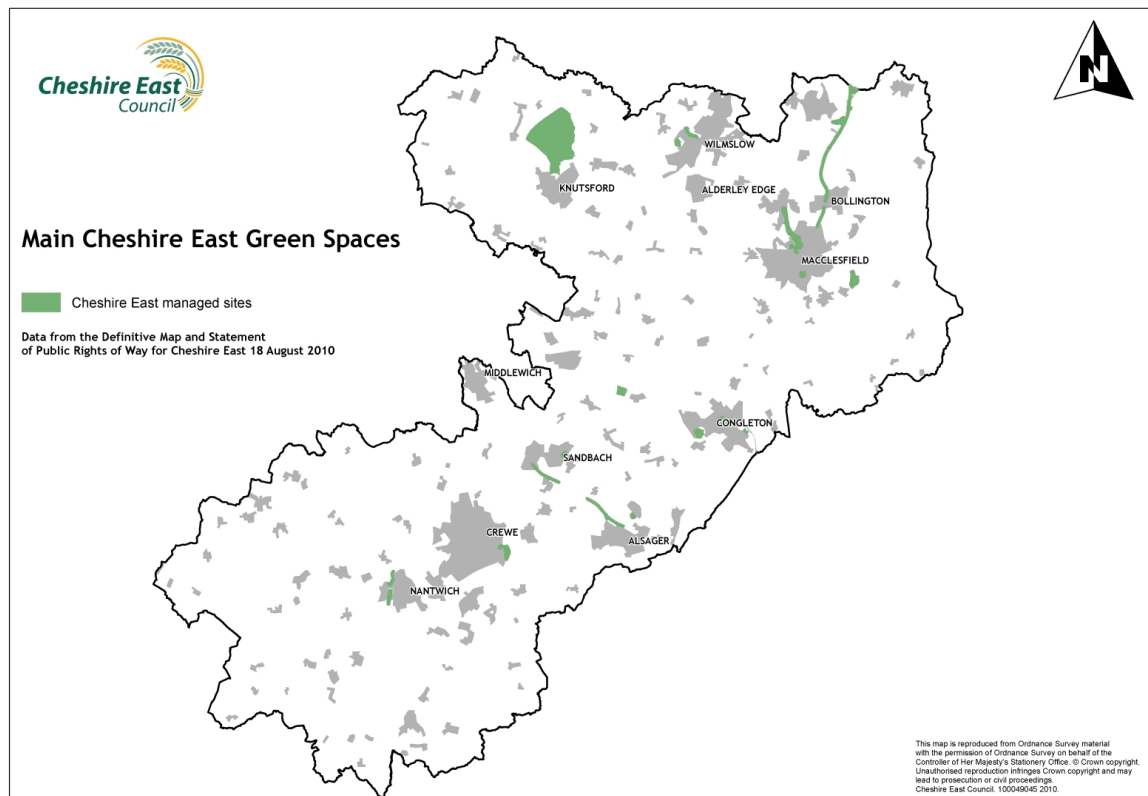 Cheshire East
Council
N
WILMSLOW
KNUTSFORD
ALDERLEY EDGE
BOLLINGTON
Main Cheshire East Green Spaces
MACCLESFIELD
Cheshire East managed sites
Data from the Definitive Map and Statement
of Public Rights of Way for Cheshire East 18 August 2010
MIDDLEWICH
CONGLETON
SANDBACH
CREWE
ALSAGER
NANTWICH
This map is reproduced from Ordnance Survey material
with the permission of Ordnance Survey on behalf of the
Controller of Her Majesty's Stationery Office. © Crown copyright.
Unauthorised reproduction infringes Crown copyright and may
lead to prosecution or civil proceedings.
Cheshire East Council. 100049045 2010.